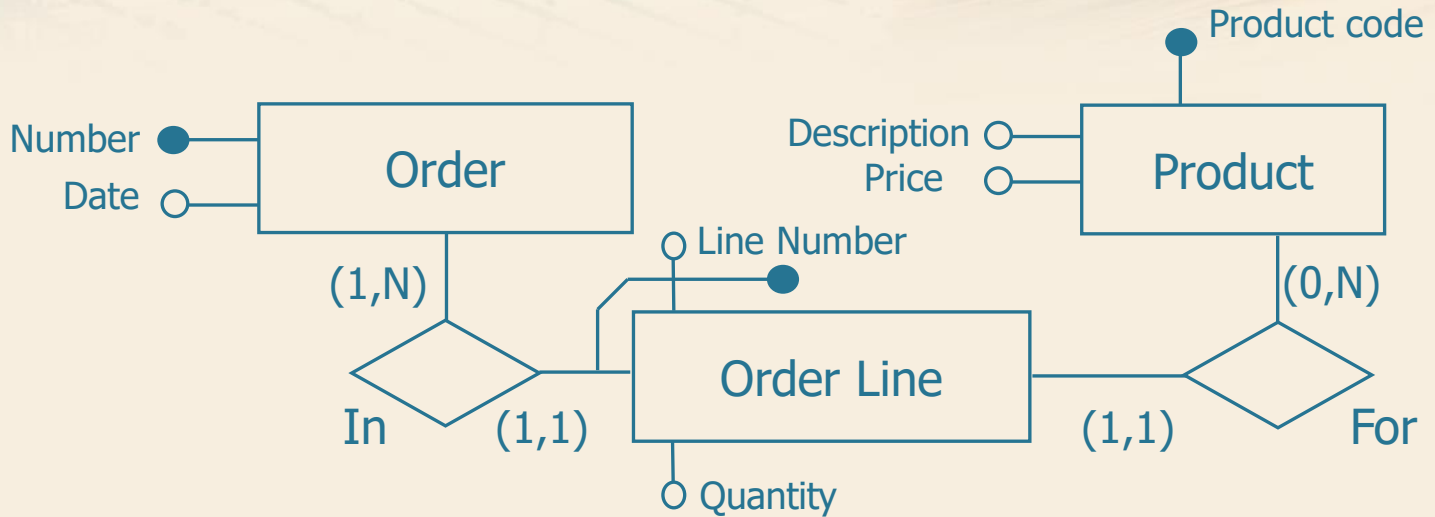 Product code
Number
Order
Description
Product
Date
Price
Line Number
(1,N)
(0,N)
Order Line
In
(1,1)
(1,1)
For
Quantity